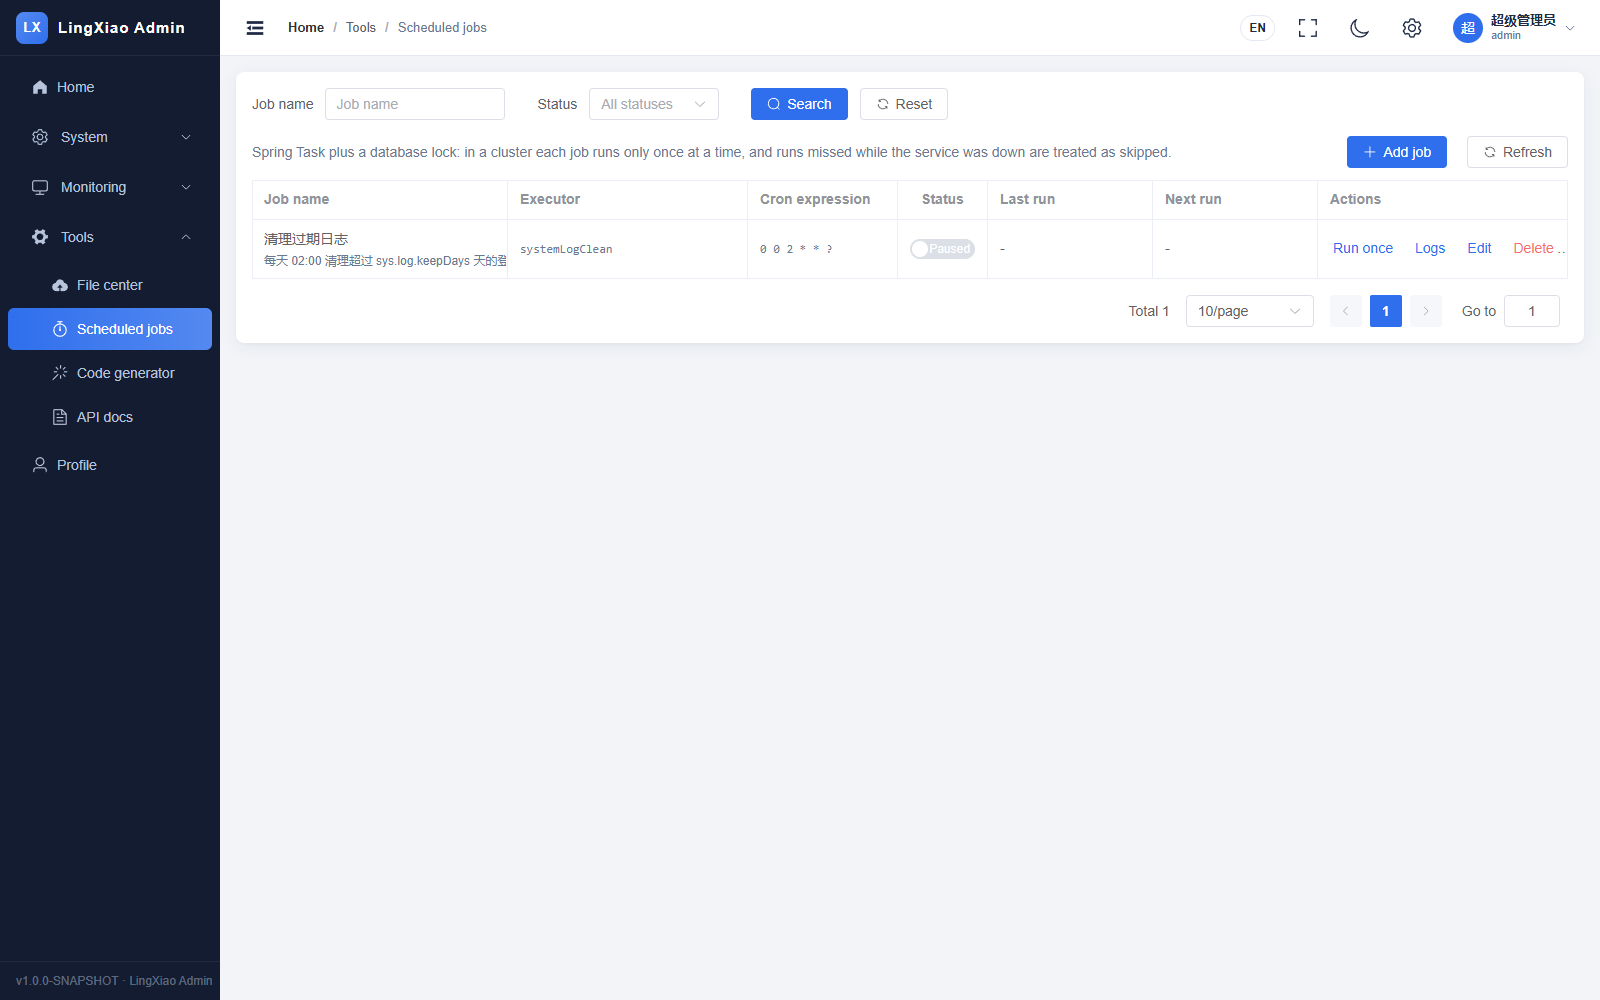 LX LingXiao Admin
Home / Tools / Scheduled jobs
EN
超 超级管理员
admin
Home
System
Monitoring
Tools
File center
Scheduled jobs
Code generator
API docs
Profile
v1.0.0-SNAPSHOT · LingXiao Admin
Job name Job name Status All statuses Search Reset
Spring Task plus a database lock: in a cluster each job runs only once at a time, and runs missed while the service was down are treated as skipped.
Add job Refresh
Job name Executor Cron expression Status Last run Next run Actions
清理过期日志
每天 02:00 清理超过 sys.log.keepDays 天的登
systemLogClean 0 0 2 * * ? Paused - - Run once Logs Edit Delete ..
Total 1 10/page 1 Go to 1